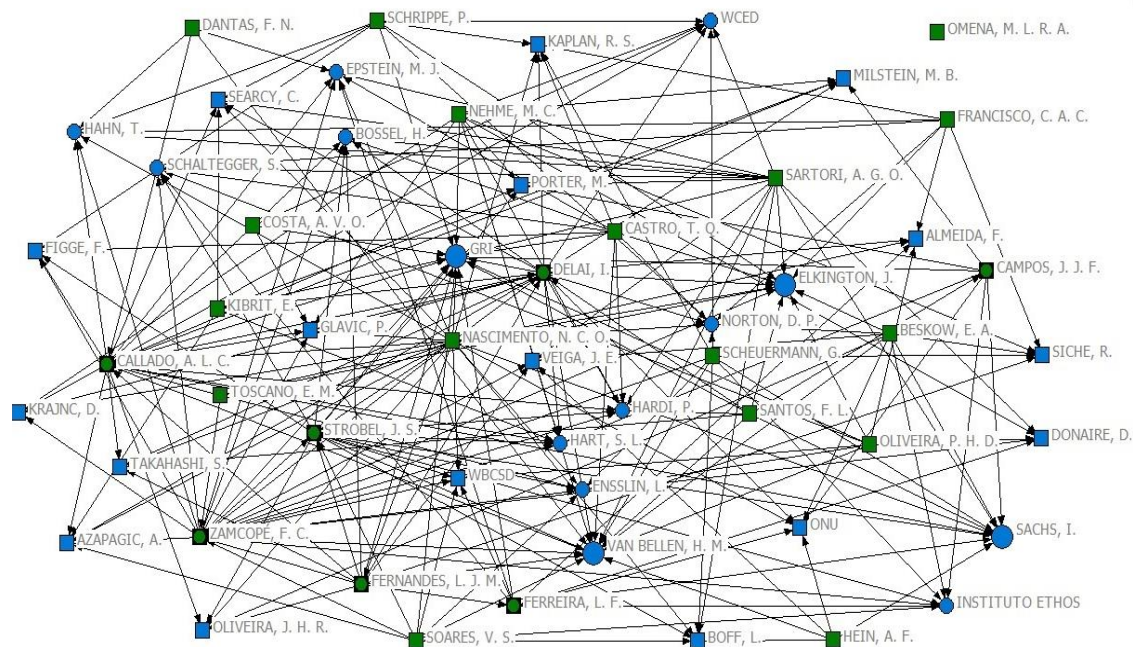 DANTAS, F. N.
SCHRIPPE, P.
WCED
OMENA, M. L. R. A.
KAPLAN, R. S.
EPSTEIN, M. J.
MILSTEIN, M. B.
SEARCY, C.
NEHME, M. C.
FRANCISCO, C. A. C.
HAHN, T.
BOSSEL, H.
SCHALTEGGER, S.
PORTER, M.
SARTORI, A. G. O.
COSTA, A. V. O.
CASTRO, T. O.
ALMEIDA, F.
FIGGE, F.
GRI
DELAI, I.
ELKINGTON, J.
CAMPOS, J. J. F.
KIBRIT, E.
GLAVIC, P.
NORTON, D. P.
BESKOW, E. A.
NASCIMENTO, N. C. O.
CALLADO, A. L. C.
VEIGA, J. E.
SCHEUERMANN, G.
SICHE, R.
TOSCANO, E. M.
KRAJNC, D.
HARDI, P.
SANTOS, F. L.
STROBEL, J. S.
HART, S. L.
OLIVEIRA, P. H. D.
DONAIRE, D.
TAKAHASHI, S.
WBCSD
ENSSLIN, L.
ONU
AZAPAGIC, A.
ZAMCOPÉ, F. C.
VAN BELLEN, H. M.
SACHS, I.
FERNANDES, L. J. M.
FERREIRA, L. F.
INSTITUTO ETHOS
OLIVEIRA, J. H. R.
SOARES, V. S.
BOFF, L.
HEIN, A. F.